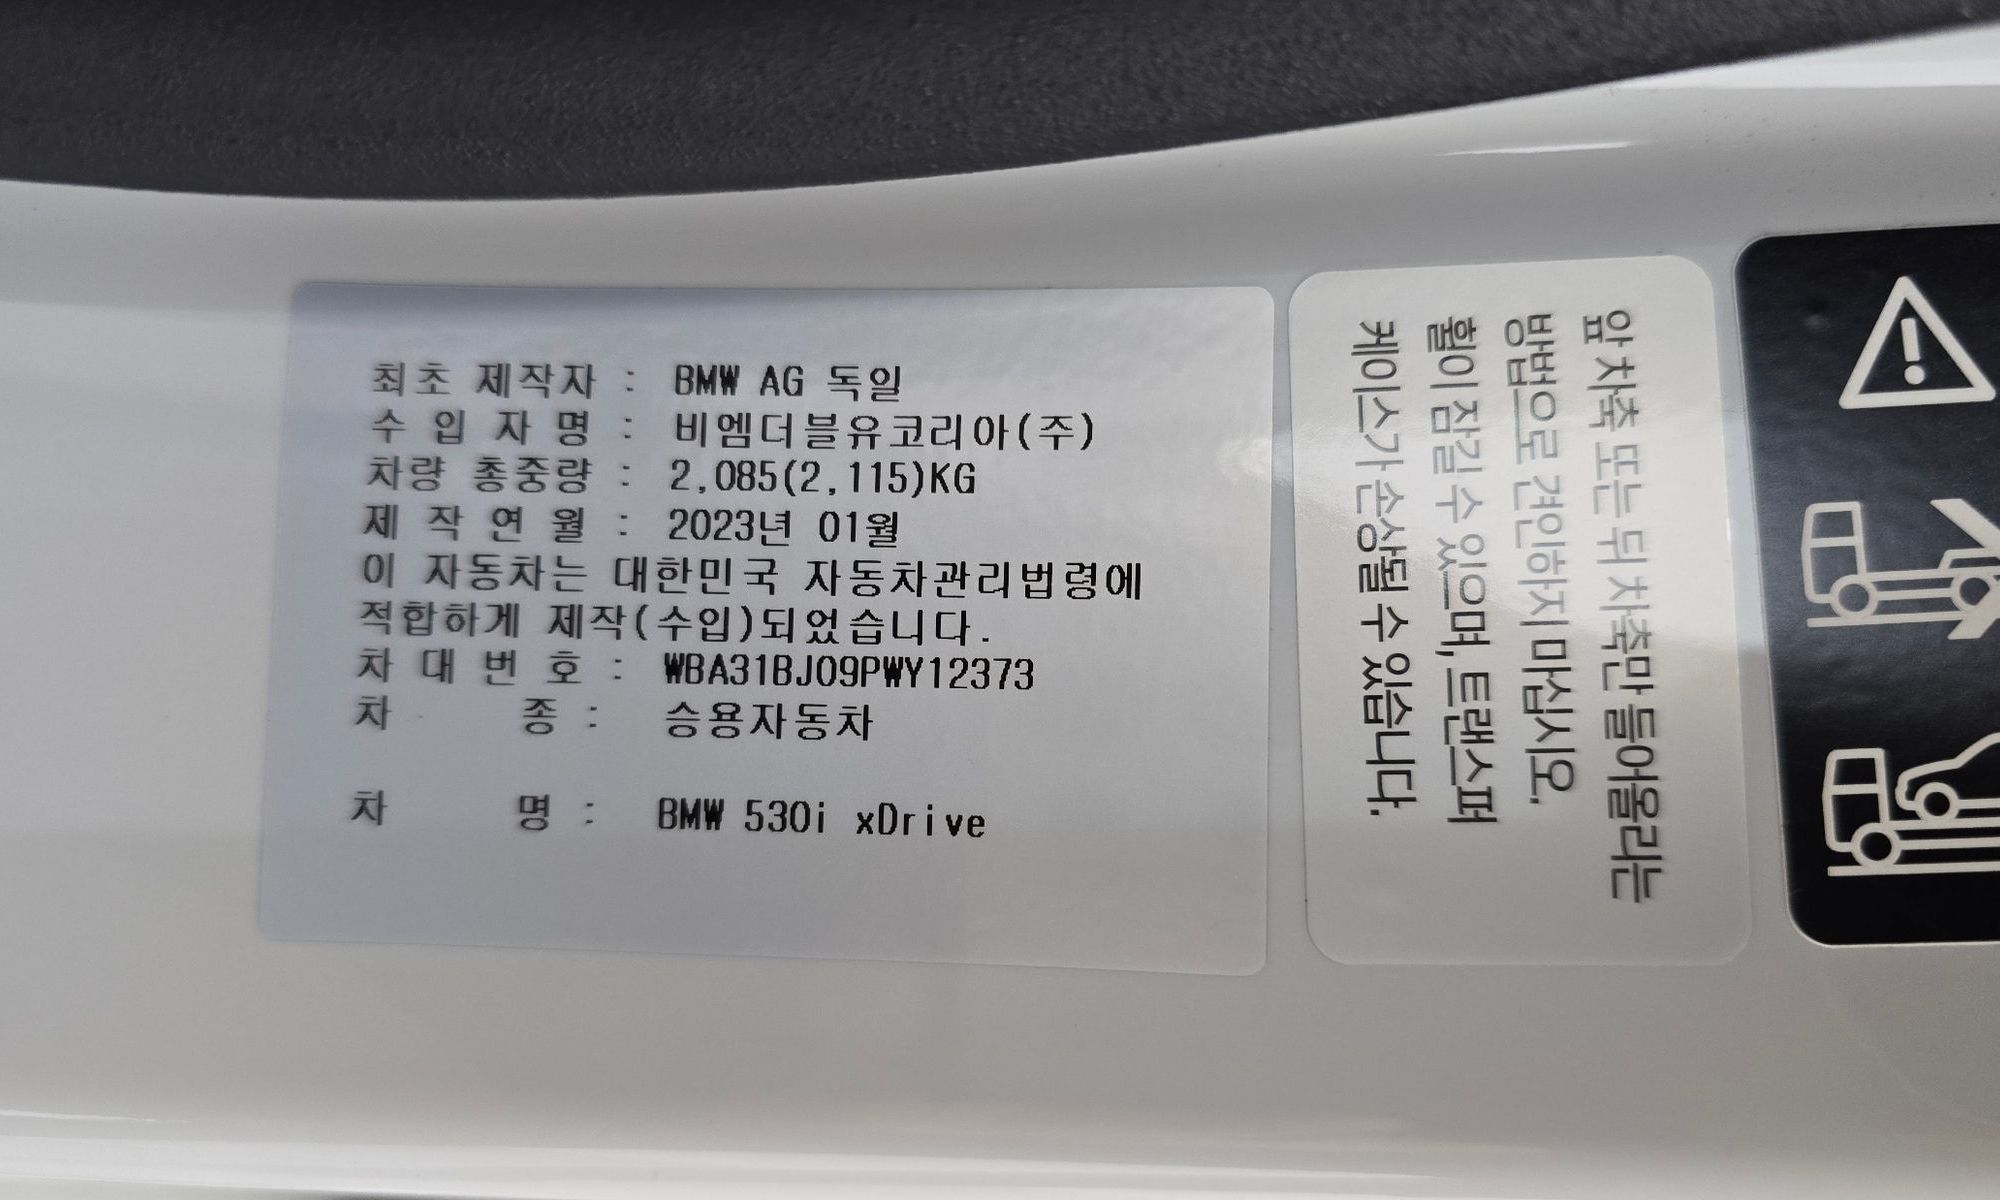 최초 제작자 : BMW AG 독일
수 입 자 명 : 비엠더블유코리아(주)
차량 총중량 : 2,085(2,115)KG
제 작 연 월 : 2023년 01월
이 자동차는 대한민국 자동차관리법령에
적합하게 제작(수입)되었습니다.
차 대 번 호 : WBA31BJ09PWY12373
차 종 : 승용자동차
차 명 : BMW 530i xDrive
앞 차축 또는 뒤 차축만 들어올리는
방법으로 견인하지 마십시오.
휠이 잠길 수 있으며, 트랜스퍼
케이스가 손상될 수 있습니다.